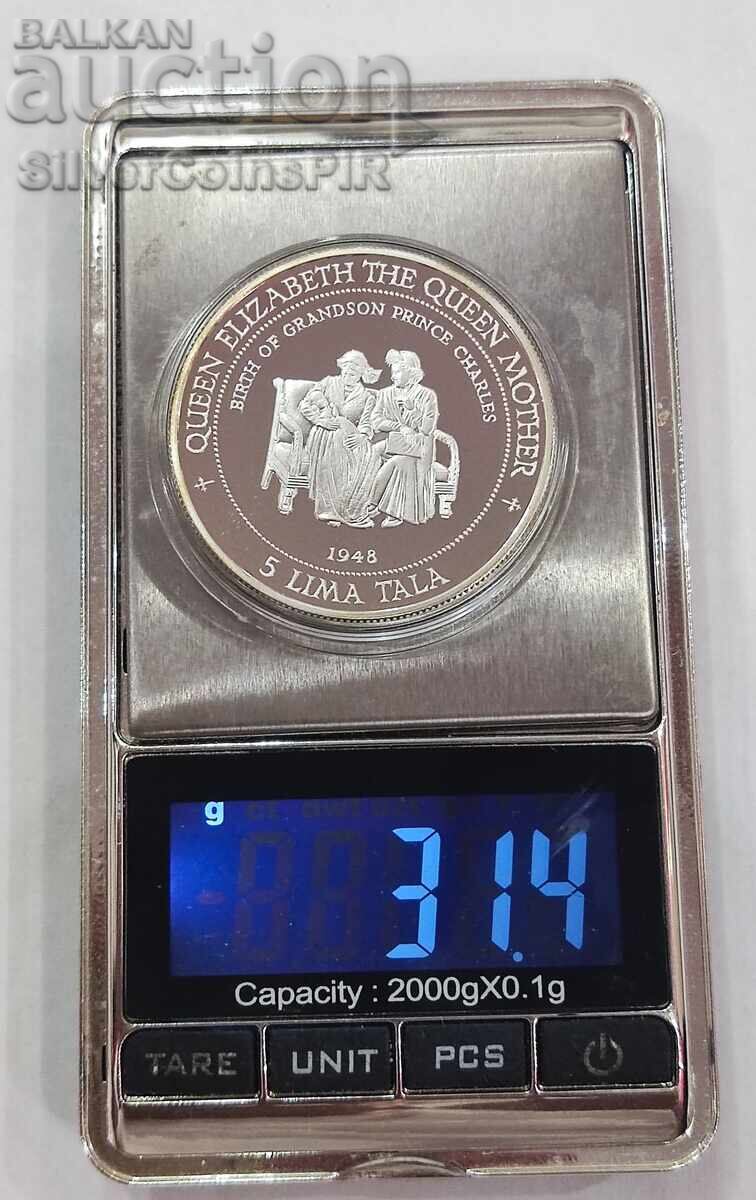 BALKAN
auction
SilverCoinsPIR
QUEEN ELIZABETH THE QUEEN MOTHER
BIRTH OF GRANDSON PRINCE CHARLES
1948
5 LIMA TALA
g
31.4
Capacity : 2000gX0.1g
TARE UNIT PCS